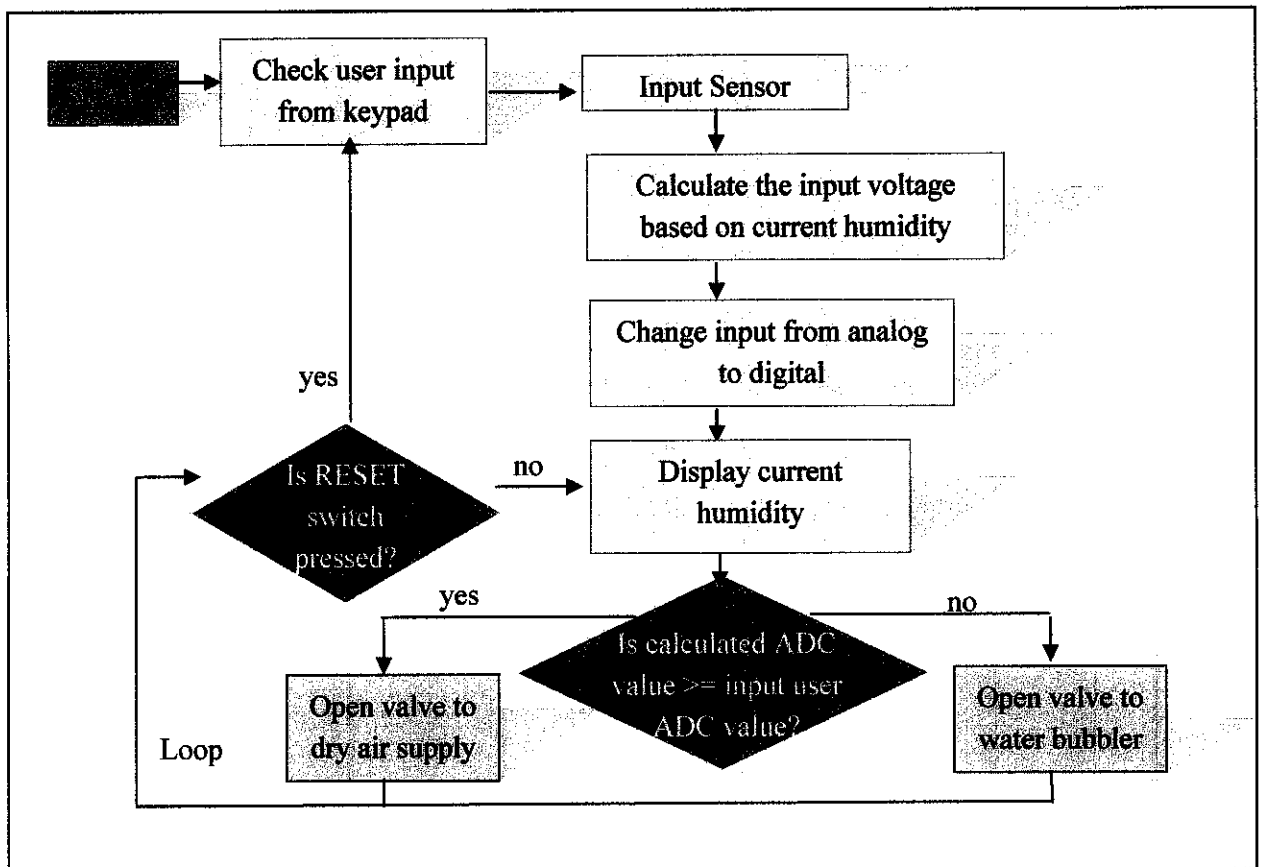 Check user input
from keypad
Input Sensor
Calculate the input voltage
based on current humidity
Change input from analog
to digital
yes
Is RESET
switch
pressed?
no
Display current
humidity
yes
no
Is calculated ADC
value >= input user
ADC value?
Open valve to
dry air supply
Open valve to
water bubbler
Loop